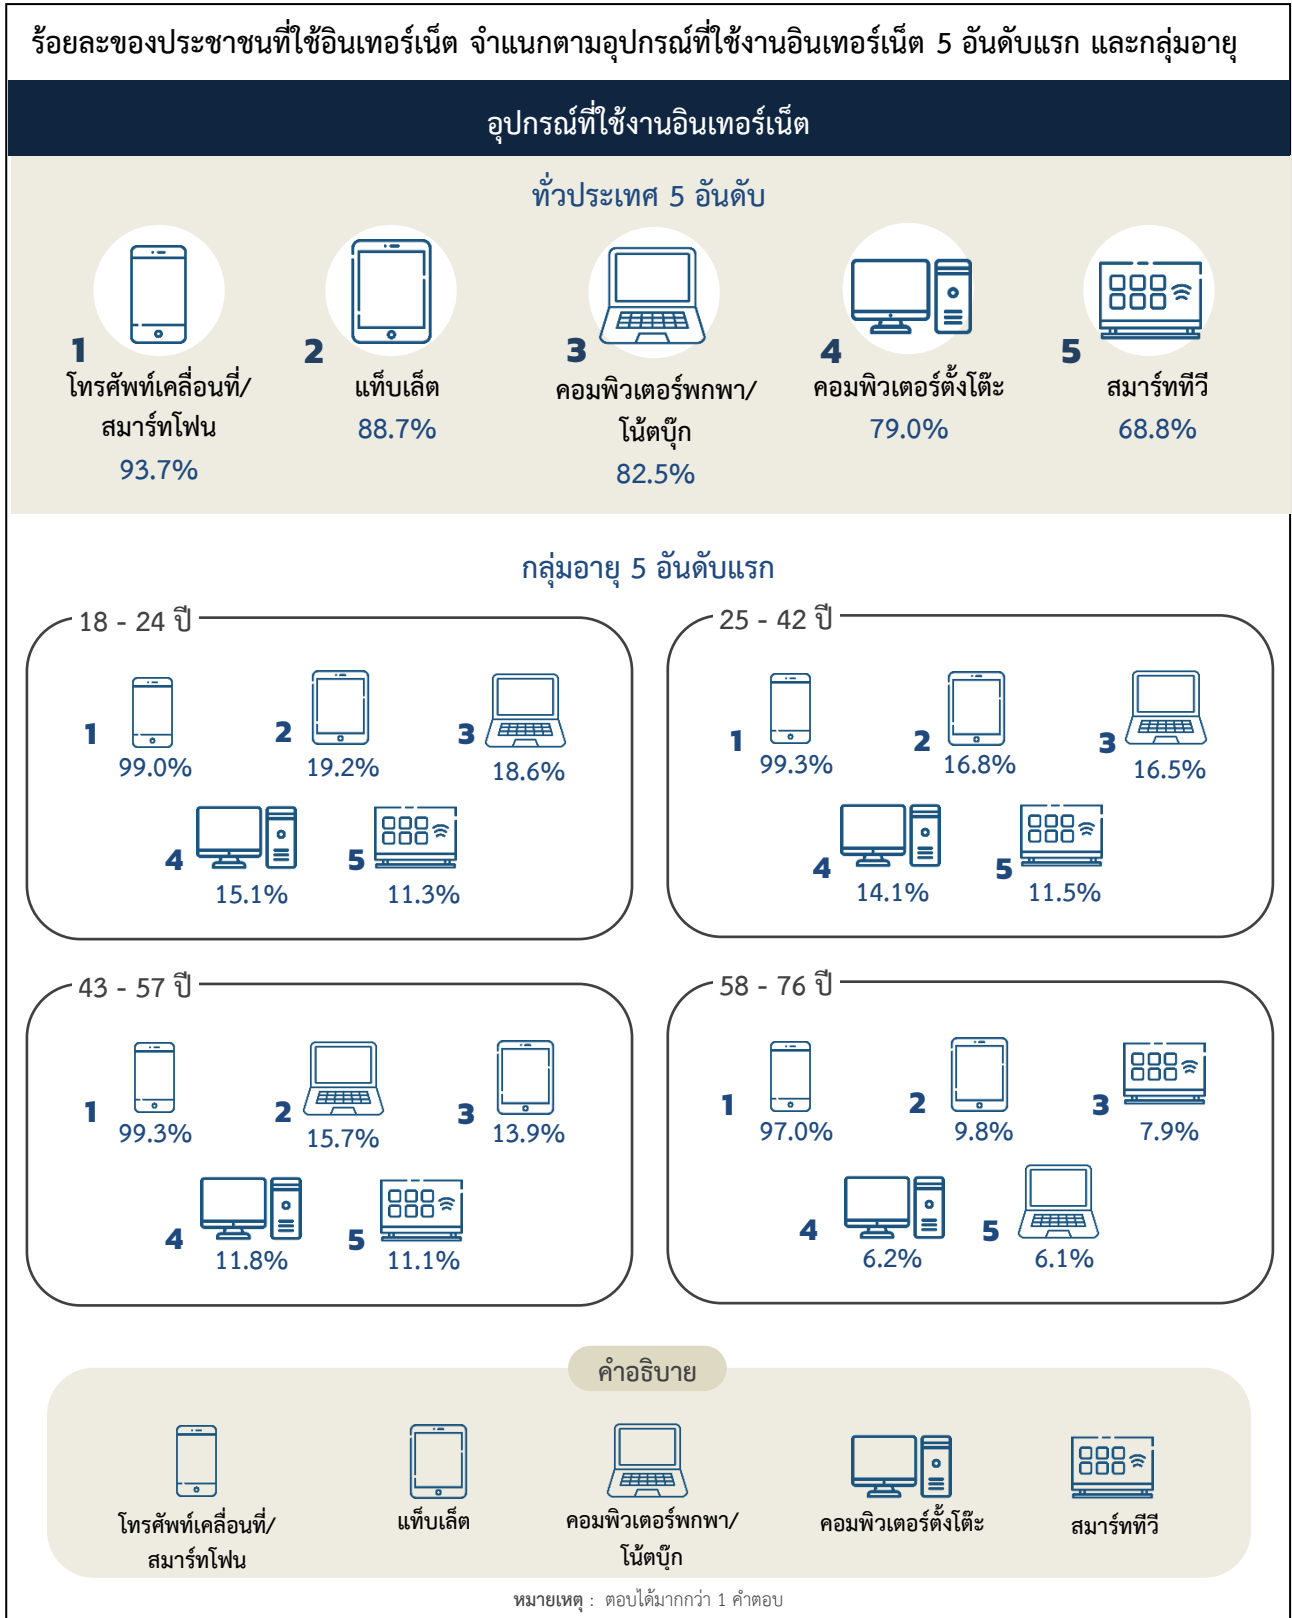 ร้อยละของประชาชนที่ใช้อินเทอร์เน็ต จำแนกตามอุปกรณ์ที่ใช้งานอินเทอร์เน็ต 5 อันดับแรก และกลุ่มอายุ
อุปกรณ์ที่ใช้งานอินเทอร์เน็ต
ทั่วประเทศ 5 อันดับ
1
โทรศัพท์เคลื่อนที่/
สมาร์ทโฟน
93.7%
2
แท็บเล็ต
88.7%
3
คอมพิวเตอร์พกพา/
โน้ตบุ๊ก
82.5%
4
คอมพิวเตอร์ตั้งโต๊ะ
79.0%
5
สมาร์ททีวี
68.8%
กลุ่มอายุ 5 อันดับแรก
18 - 24 ปี
1
99.0%
2
19.2%
3
18.6%
4
15.1%
5
11.3%
25 - 42 ปี
1
99.3%
2
16.8%
3
16.5%
4
14.1%
5
11.5%
43 - 57 ปี
1
99.3%
2
15.7%
3
13.9%
4
11.8%
5
11.1%
58 - 76 ปี
1
97.0%
2
9.8%
3
7.9%
4
6.2%
5
6.1%
คำอธิบาย
โทรศัพท์เคลื่อนที่/
สมาร์ทโฟน
แท็บเล็ต
คอมพิวเตอร์พกพา/
โน้ตบุ๊ก
คอมพิวเตอร์ตั้งโต๊ะ
สมาร์ททีวี
หมายเหตุ : ตอบได้มากกว่า 1 คำตอบ